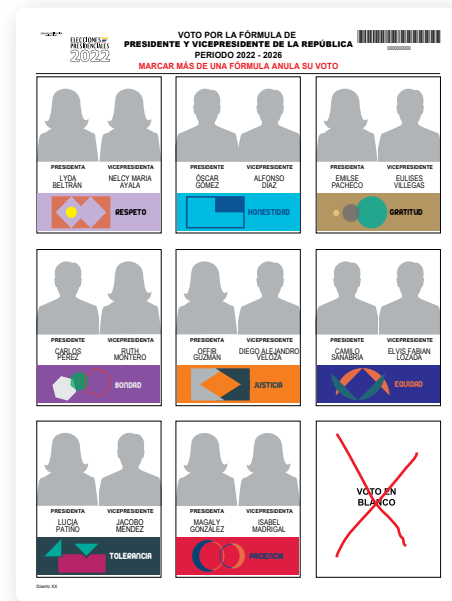 ELECCIONES
PRESIDENCIALES
2022
VOTO POR LA FÓRMULA DE
PRESIDENTE Y VICEPRESIDENTE DE LA REPÚBLICA
PERIODO 2022 - 2026
MARCAR MÁS DE UNA FÓRMULA ANULA SU VOTO
PRESIDENTA VICEPRESIDENTA
LYDA BELTRÁN
NELCY MARIA AYALA
RESPETO
PRESIDENTE VICEPRESIDENTE
ÓSCAR GÓMEZ
ALFONSO DÍAZ
HONESTIDAD
PRESIDENTA VICEPRESIDENTE
EMILSE PACHECO
EULISES VILLEGAS
GRATITUD
PRESIDENTE VICEPRESIDENTA
CARLOS PÉREZ
RUTH MONTERO
BONDAD
PRESIDENTA VICEPRESIDENTE
OFFIR GUZMÁN
DIEGO ALEJANDRO VELOZA
JUSTICIA
PRESIDENTE VICEPRESIDENTE
CAMILO SANABRIA
ELVIS FABIAN LOZADA
EQUIDAD
PRESIDENTA VICEPRESIDENTE
LUCIA PATIÑO
JACOBO MÉNDEZ
TOLERANCIA
PRESIDENTA VICEPRESIDENTA
MAGALY GONZÁLEZ
ISABEL MADRIGAL
PACIENCIA
VOTO EN
BLANCO
Diseño XX